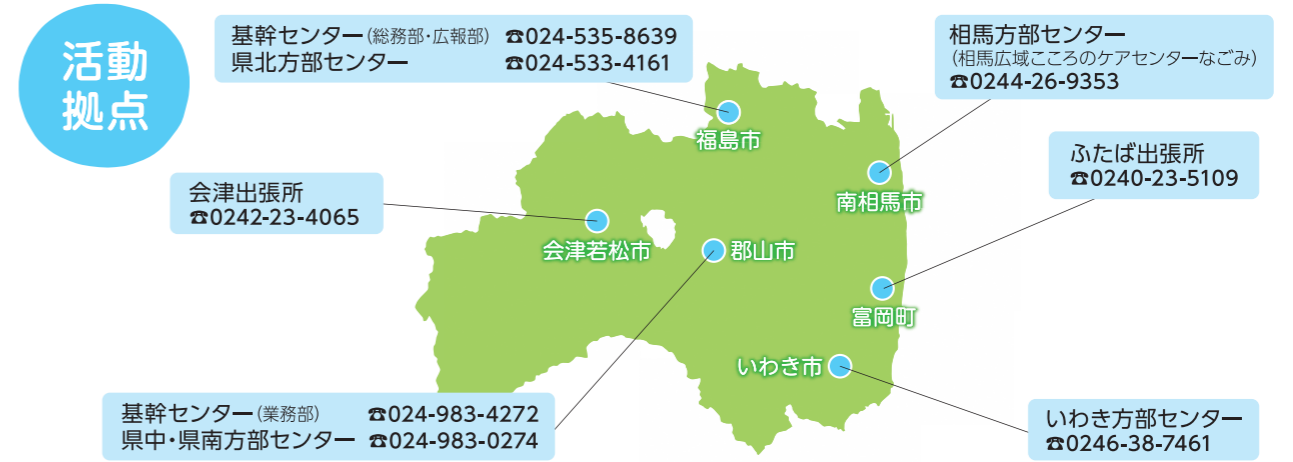 活動
拠点
基幹センター(総務部・広報部) ☎024-535-8639
県北方部センター ☎024-533-4161
相馬方部センター
(相馬広域こころのケアセンターなごみ)
☎0244-26-9353
福島市
ふたば出張所
☎0240-23-5109
南相馬市
会津出張所
☎0242-23-4065
会津若松市
郡山市
富岡町
いわき市
基幹センター(業務部) ☎024-983-4272
県中・県南方部センター ☎024-983-0274
いわき方部センター
☎0246-38-7461